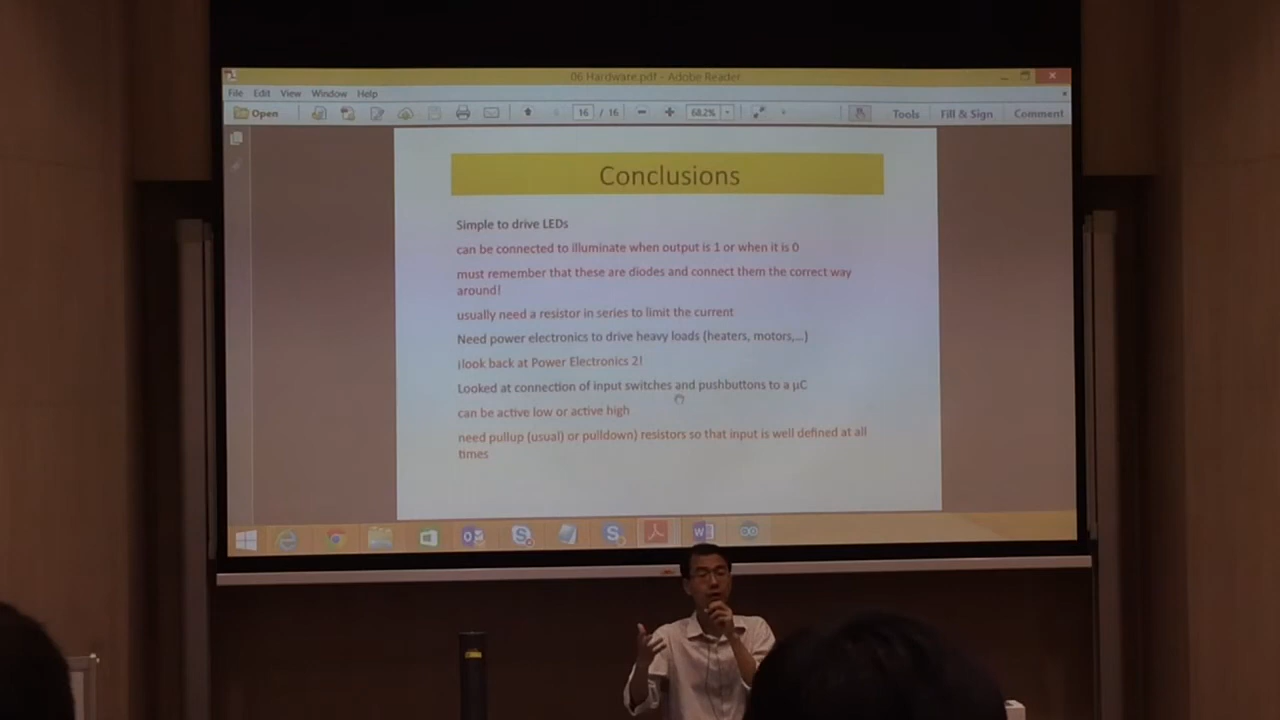 06 Hardware.pdf - Adobe Reader
File Edit View Window Help
Open 16 / 16 68.2% Tools Fill & Sign Comment
Conclusions
Simple to drive LEDs
can be connected to illuminate when output is 1 or when it is 0
must remember that these are diodes and connect them the correct way
around!
usually need a resistor in series to limit the current
Need power electronics to drive heavy loads (heaters, motors,...)
¡look back at Power Electronics 2!
Looked at connection of input switches and pushbuttons to a µC
can be active low or active high
need pullup (usual) or pulldown) resistors so that input is well defined at all
times